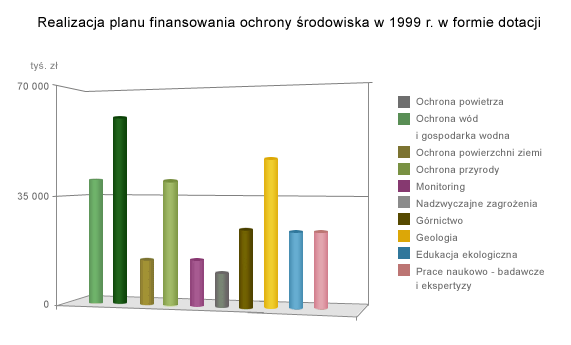 Realizacja planu finansowania ochrony środowiska w 1999 r. w formie dotacji
tyś. zł
70 000
35 000
0
Ochrona powietrza
Ochrona wód
i gospodarka wodna
Ochrona powierzchni ziemi
Ochrona przyrody
Monitoring
Nadzwyczajne zagrożenia
Górnictwo
Geologia
Edukacja ekologiczna
Prace naukowo - badawcze
i ekspertyzy